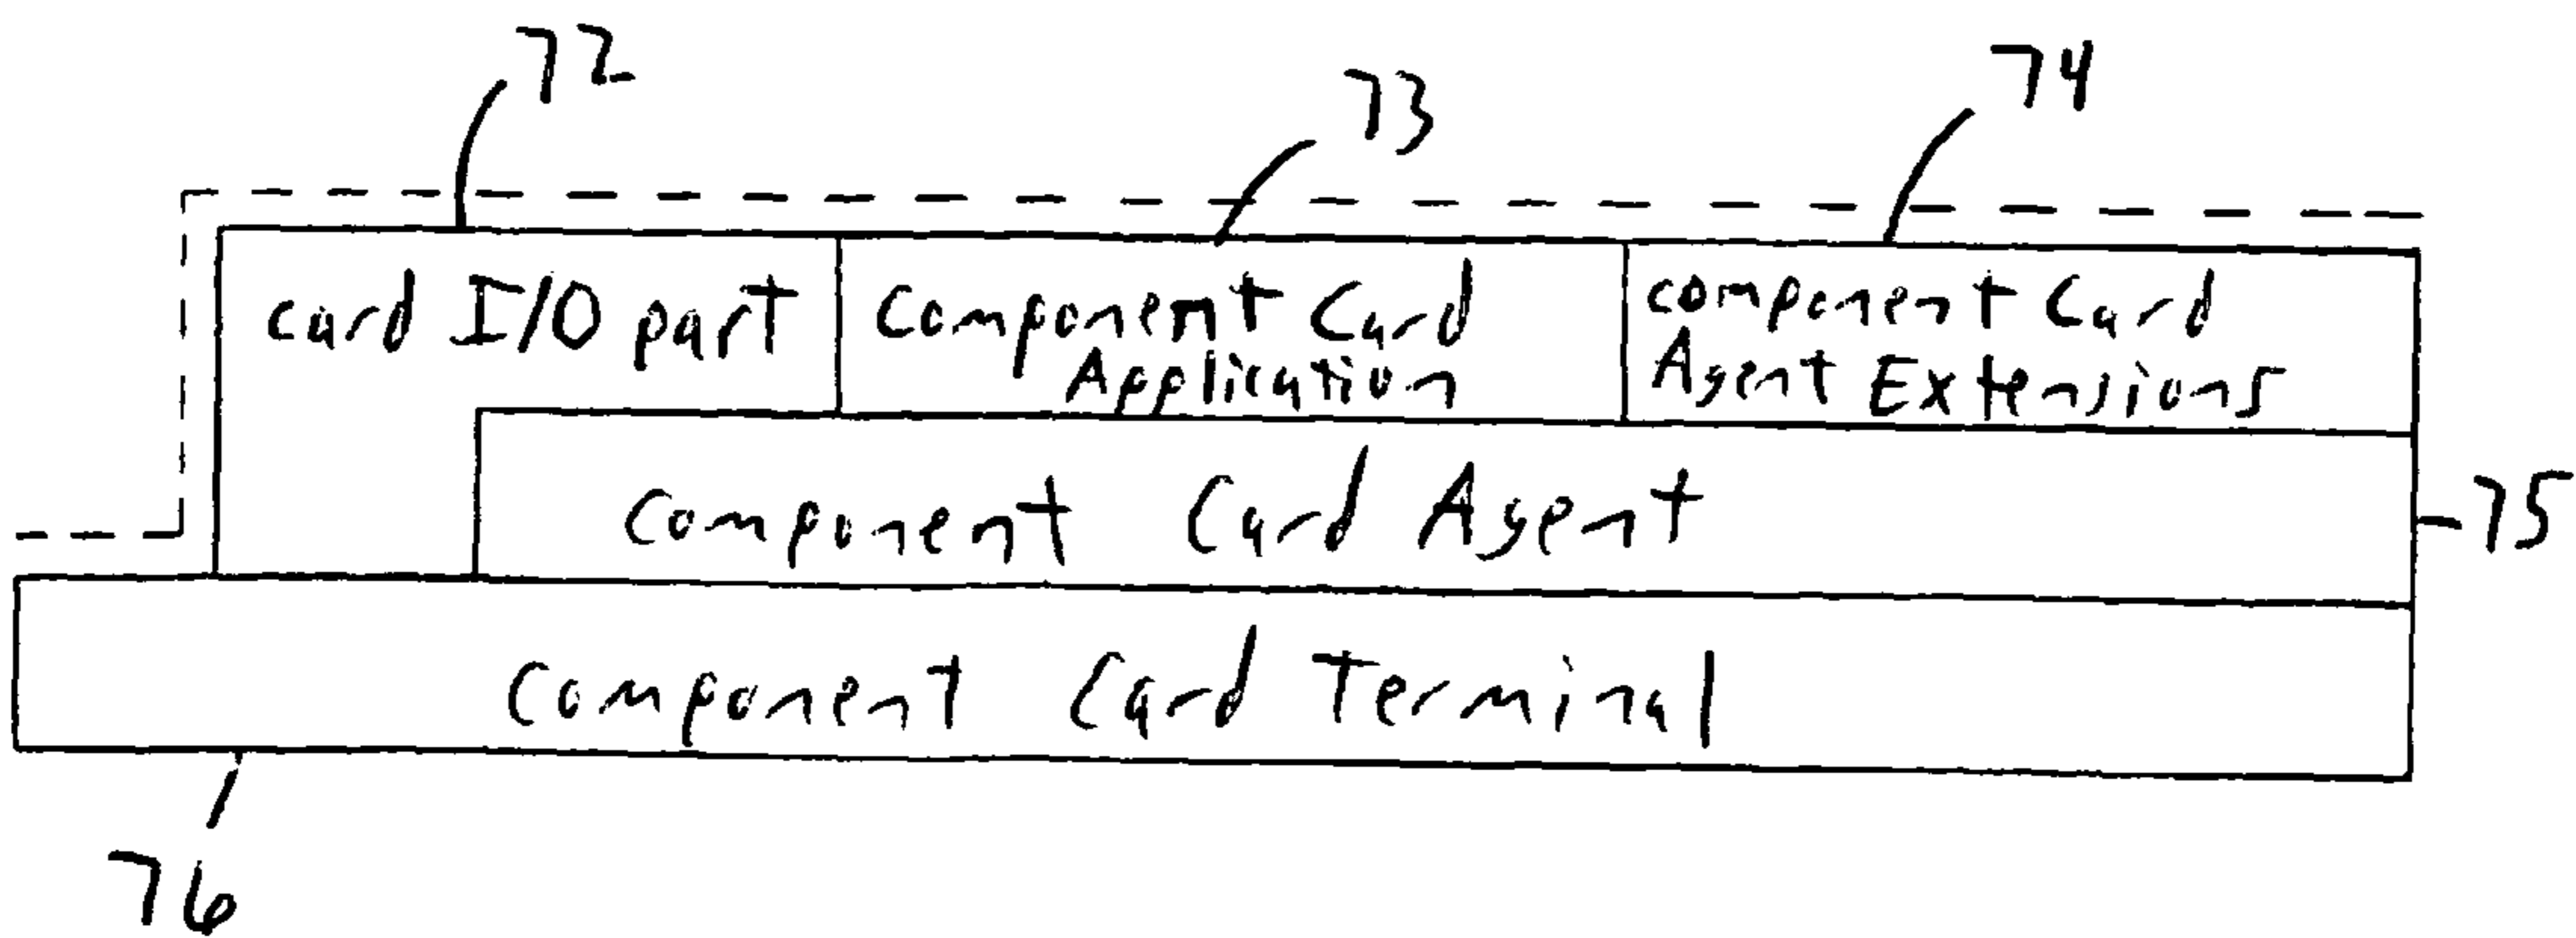 72
73
74
card I/O part
Component Card
Application
component Card
Agent Extensions
Component Card Agent
75
Component Card Terminal
76